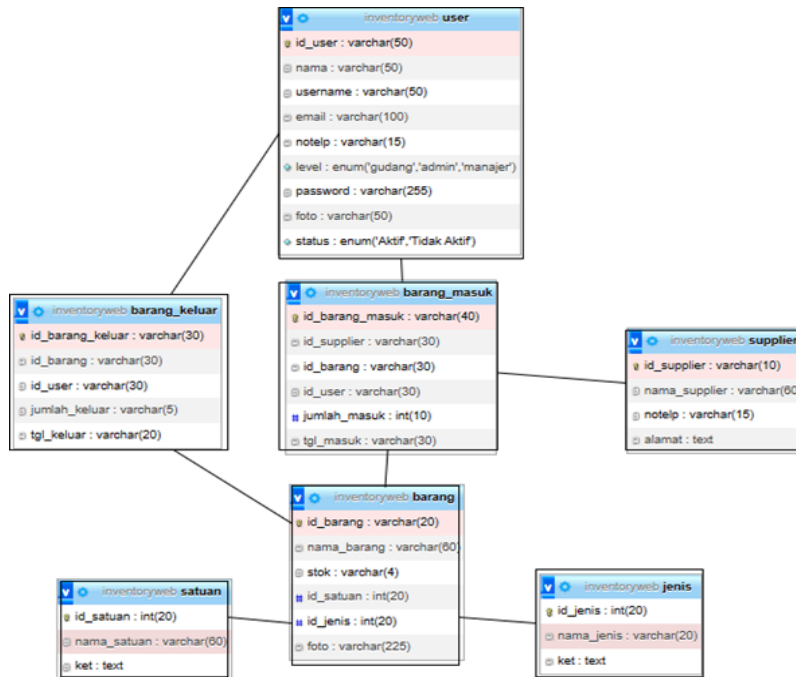 inventoryweb user
id_user : varchar(50)
nama : varchar(50)
username : varchar(50)
email : varchar(100)
notelp : varchar(15)
level : enum('gudang','admin','manajer')
password : varchar(255)
foto : varchar(50)
status : enum('Aktif','Tidak Aktif')
inventoryweb barang_keluar
id_barang_keluar : varchar(30)
id_barang : varchar(30)
id_user : varchar(30)
jumlah_keluar : varchar(5)
tgl_keluar : varchar(20)
inventoryweb barang_masuk
id_barang_masuk : varchar(40)
id_supplier : varchar(30)
id_barang : varchar(30)
id_user : varchar(30)
jumlah_masuk : int(10)
tgl_masuk : varchar(30)
inventoryweb supplier
id_supplier : varchar(10)
nama_supplier : varchar(60
notelp : varchar(15)
alamat : text
inventoryweb barang
id_barang : varchar(20)
nama_barang : varchar(60)
stok : varchar(4)
id_satuan : int(20)
id_jenis : int(20)
foto : varchar(225)
inventoryweb satuan
id_satuan : int(20)
nama_satuan : varchar(60)
ket : text
inventoryweb jenis
id_jenis : int(20)
nama_jenis : varchar(20)
ket : text